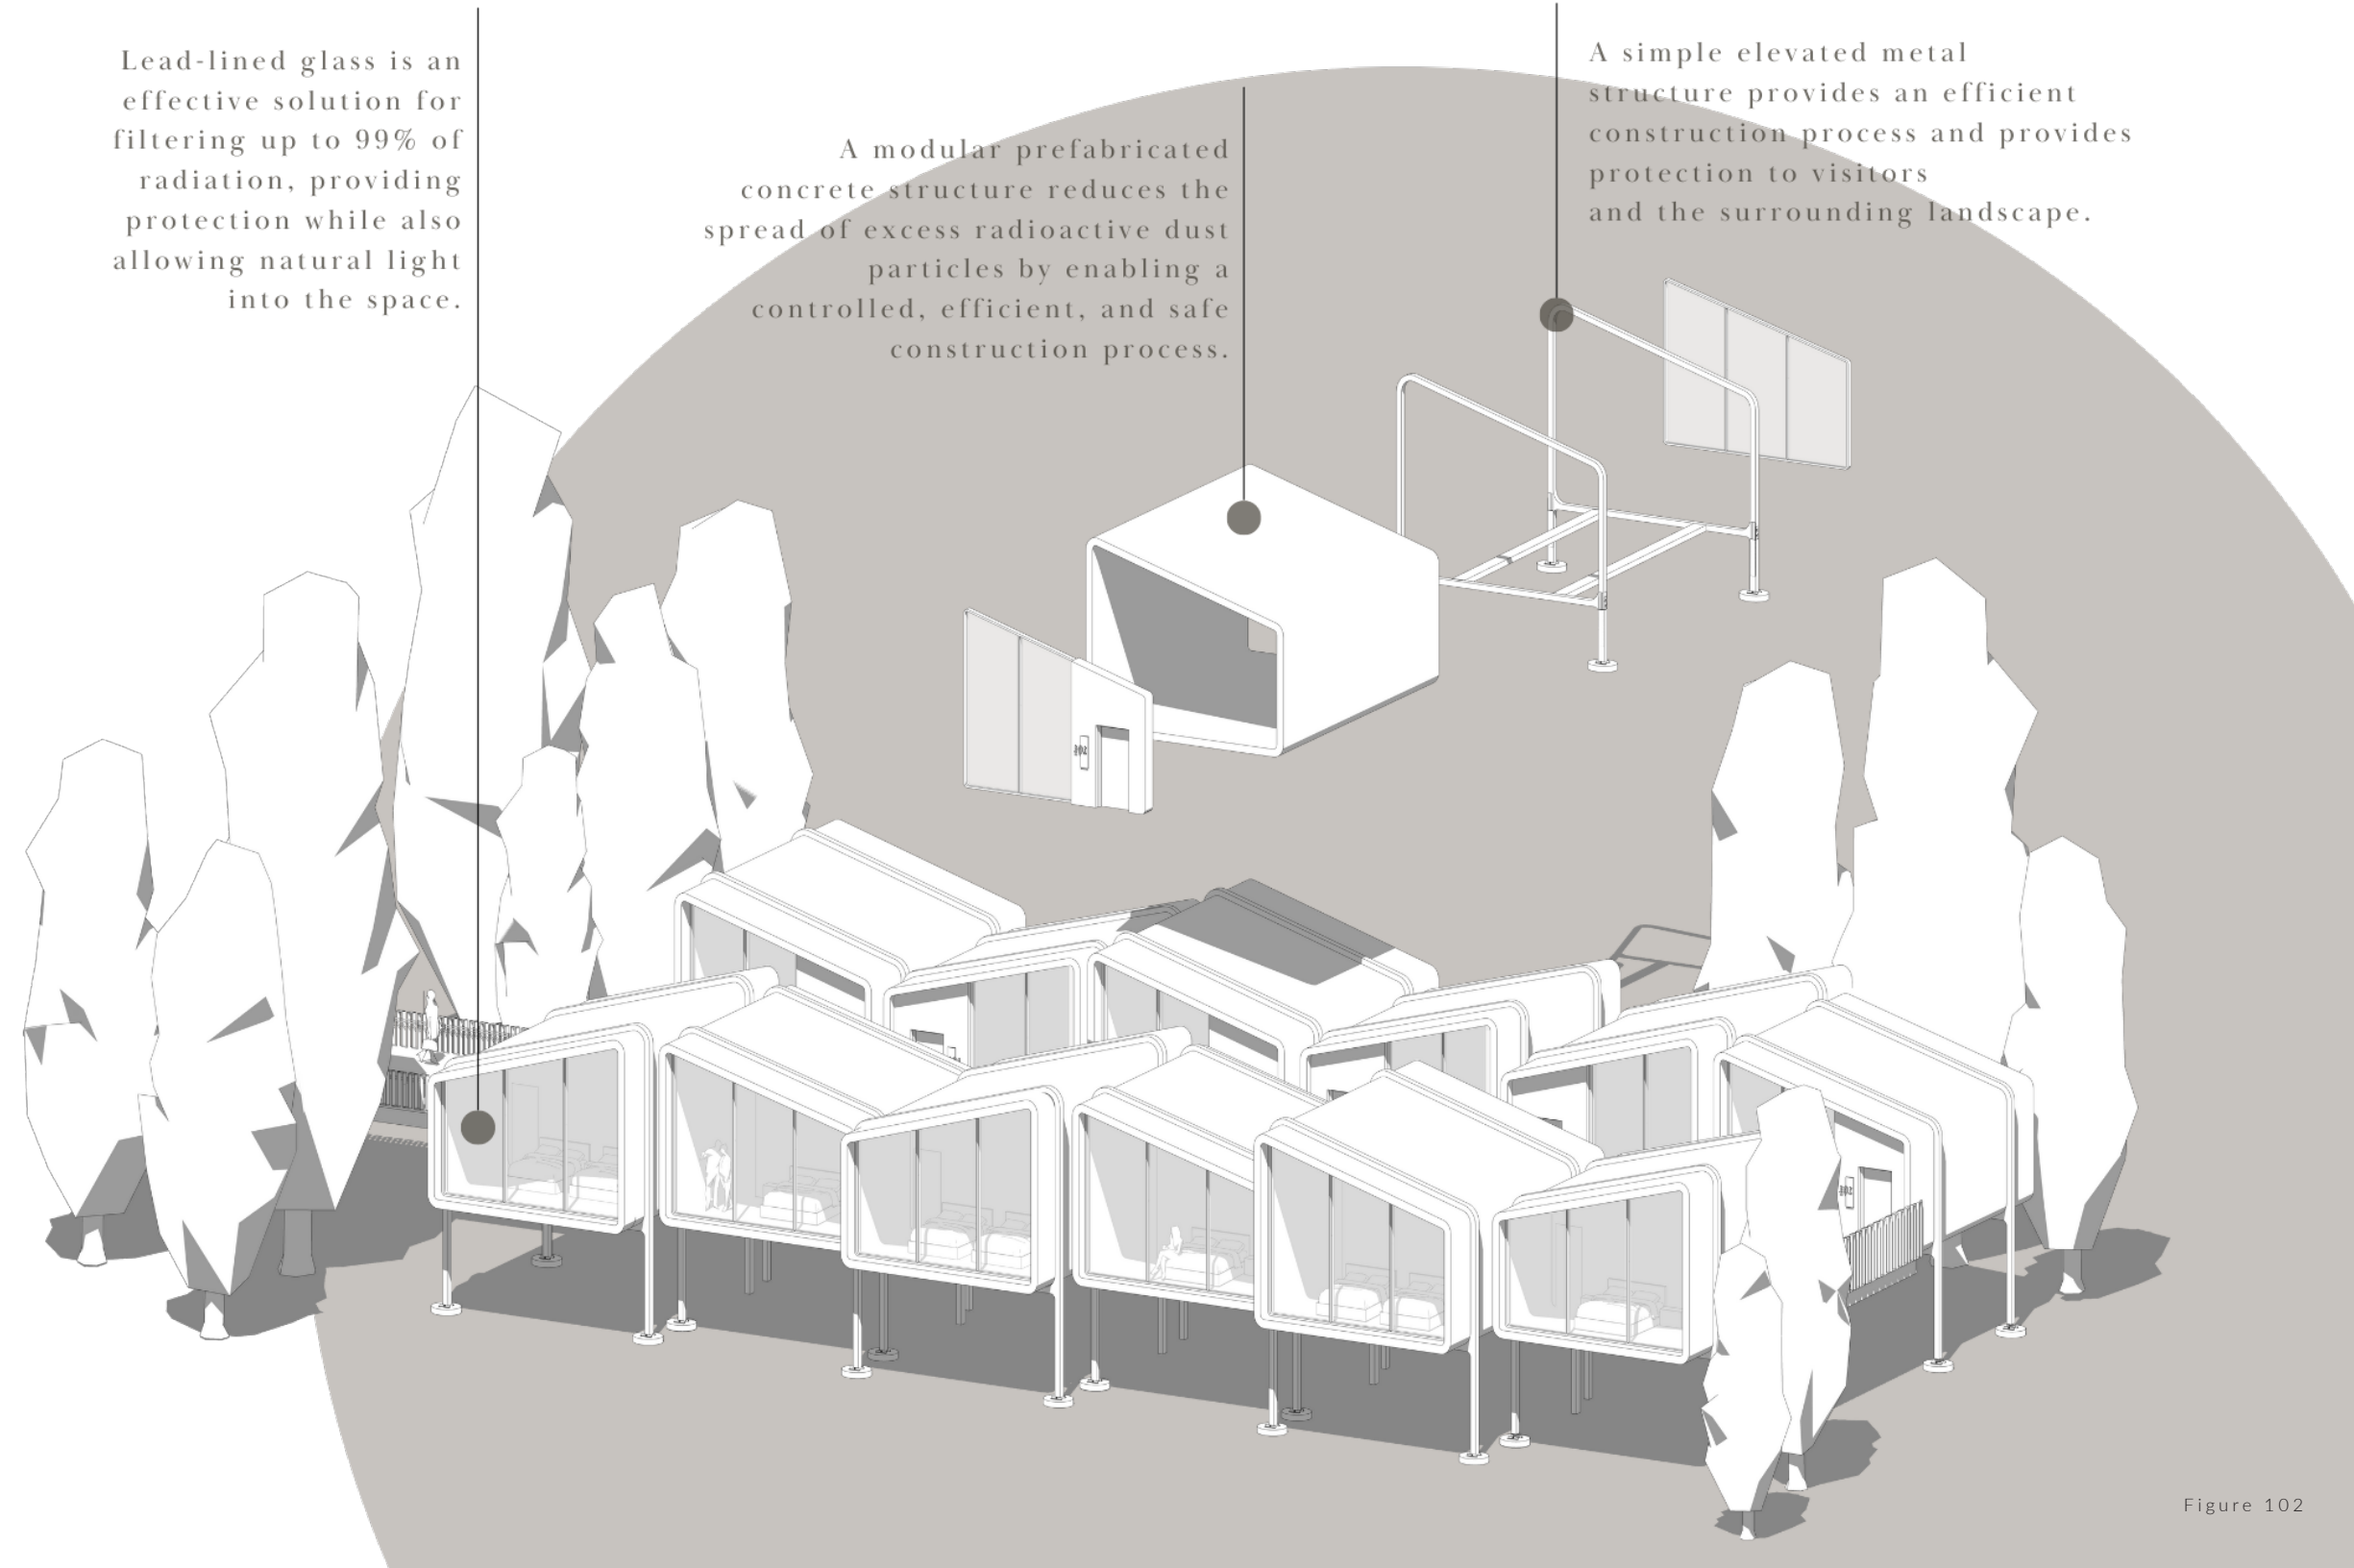 Lead-lined glass is an
effective solution for
filtering up to 99% of
radiation, providing
protection while also
allowing natural light
into the space.
A modular prefabricated
concrete structure reduces the
spread of excess radioactive dust
particles by enabling a
controlled, efficient, and safe
construction process.
A simple elevated metal
structure provides an efficient
construction process and provides
protection to visitors
and the surrounding landscape.
Figure 102